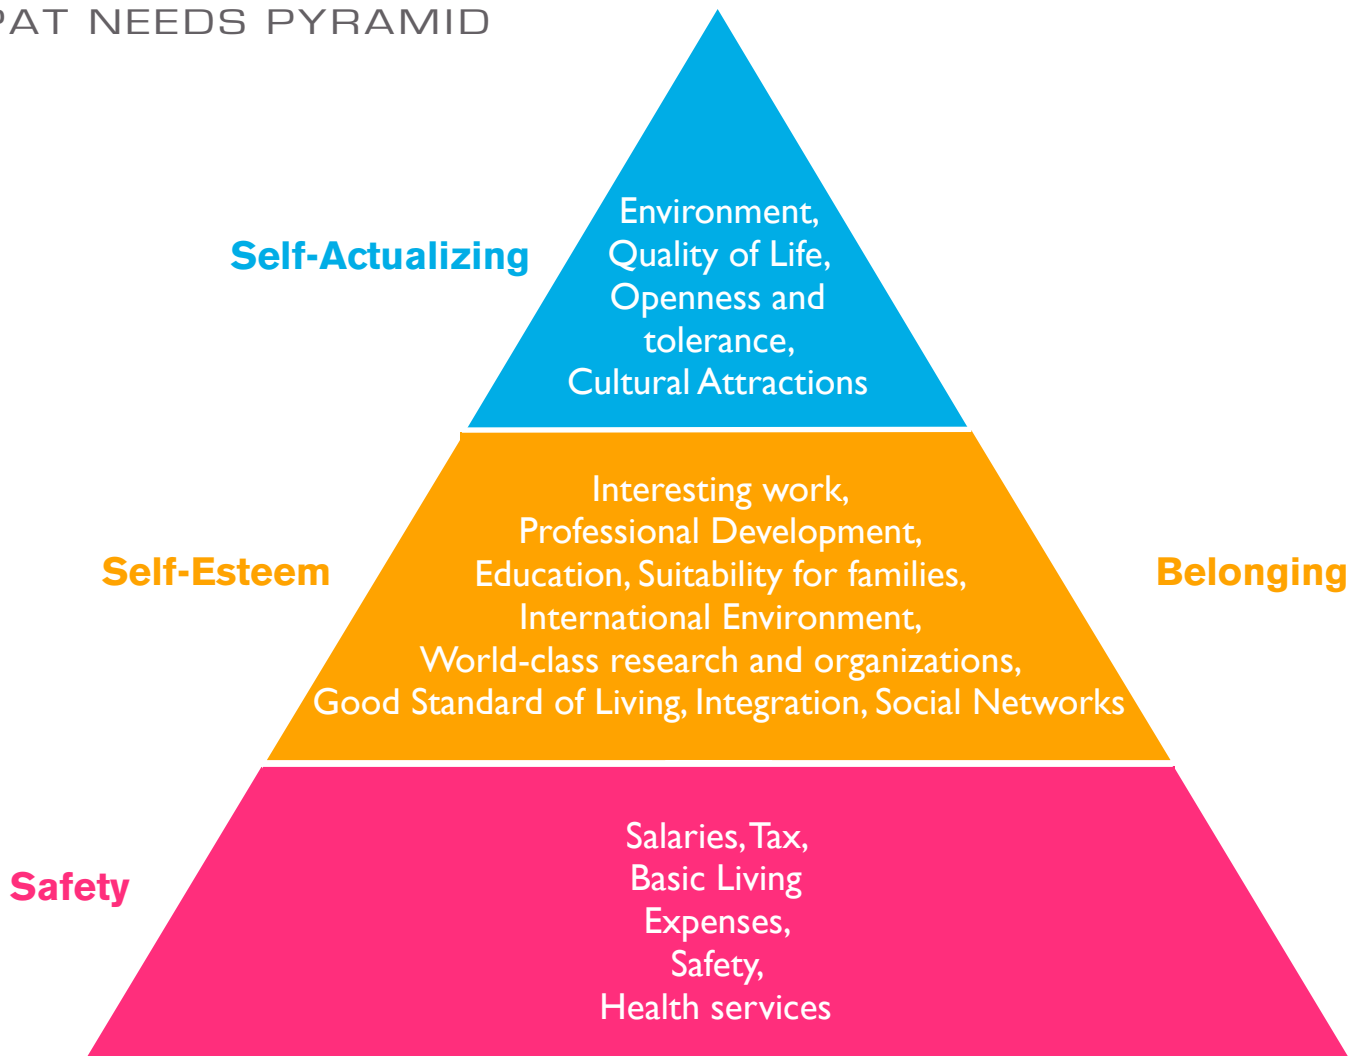 PAT NEEDS PYRAMID
Environment,
Quality of Life,
Openness and
tolerance,
Cultural Attractions
Self-Actualizing
Interesting work,
Professional Development,
Education, Suitability for families,
International Environment,
World-class research and organizations,
Good Standard of Living, Integration, Social Networks
Self-Esteem
Belonging
Salaries, Tax,
Basic Living
Expenses,
Safety,
Health services
Safety